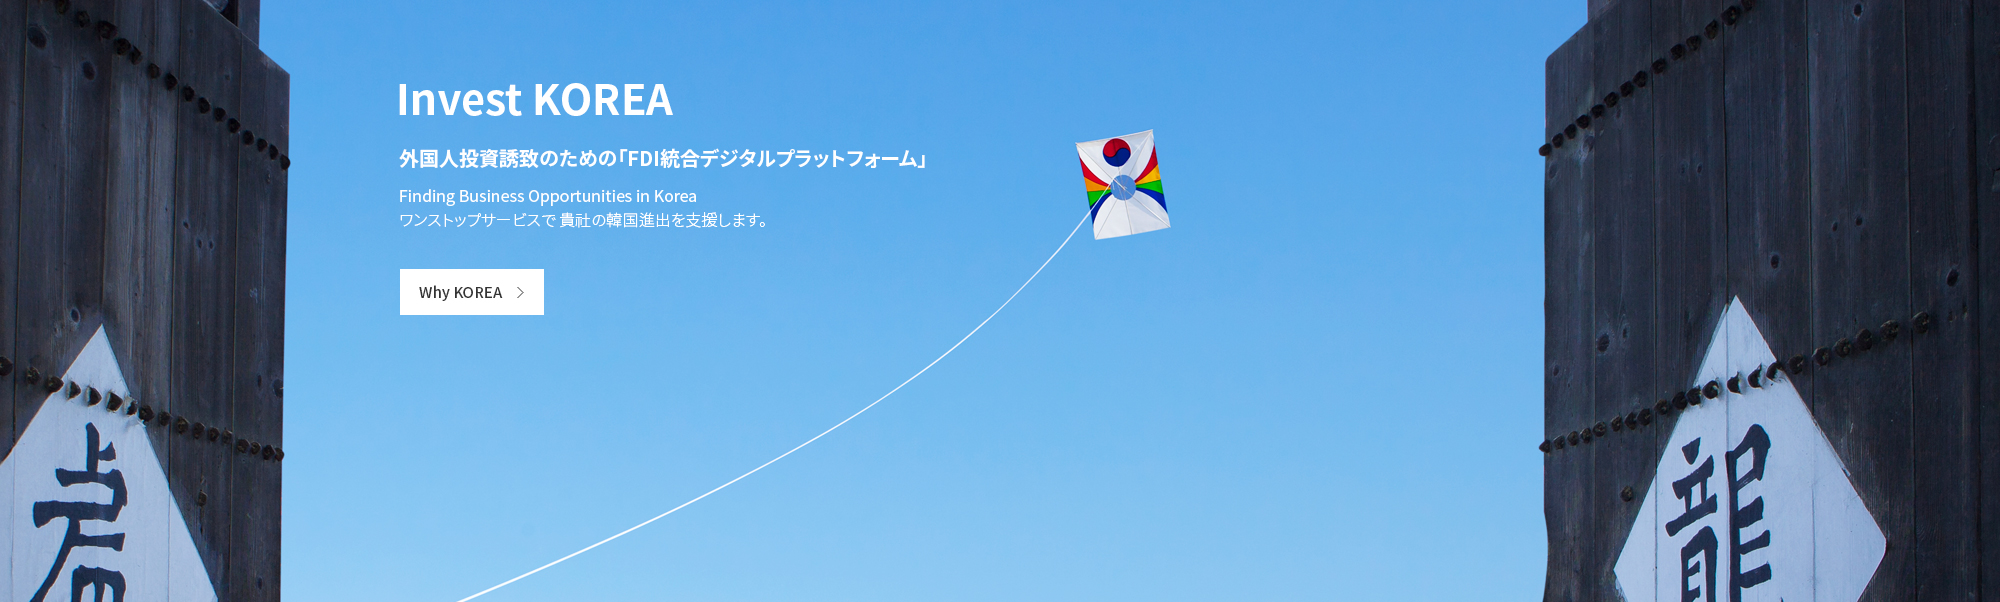 Invest KOREA
外国人投資誘致のための「FDI統合デジタルプラットフォーム」
Finding Business Opportunities in Korea
ワンストップサービスで 貴社の韓国進出を支援します。
Why KOREA
虎
龍